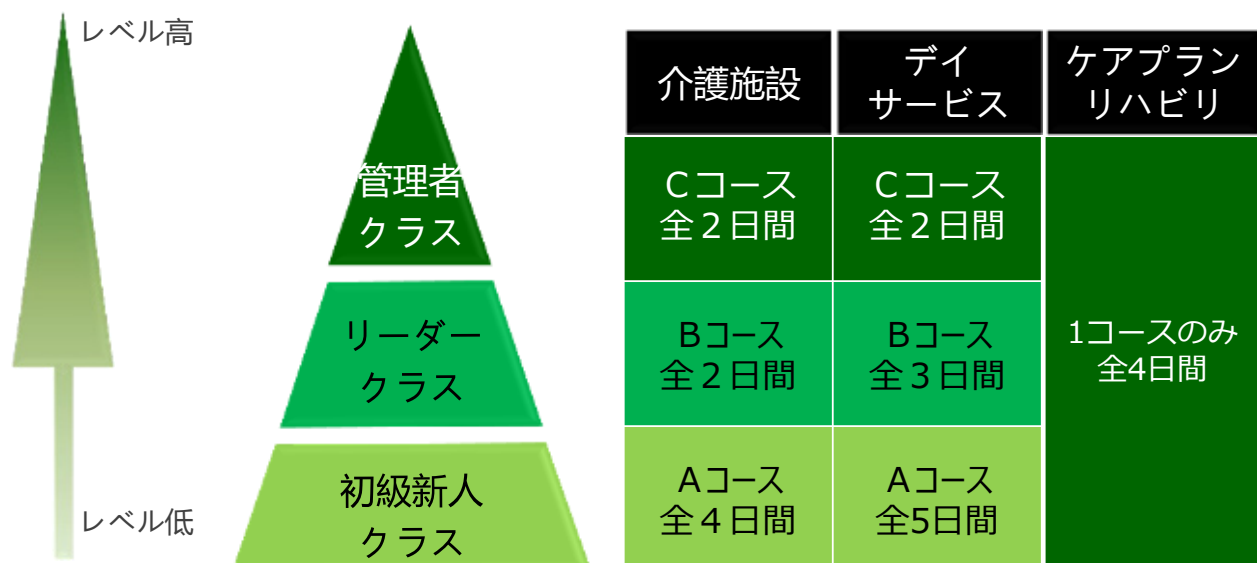 レベル高
管理者
クラス
リーダー
クラス
初級新人
クラス
レベル低
介護施設
デイ
サービス
ケアプラン
リハビリ
Ｃコース
全２日間
Ｃコース
全２日間
Bコース
全２日間
Bコース
全３日間
1コースのみ
全4日間
Aコース
全４日間
Aコース
全5日間